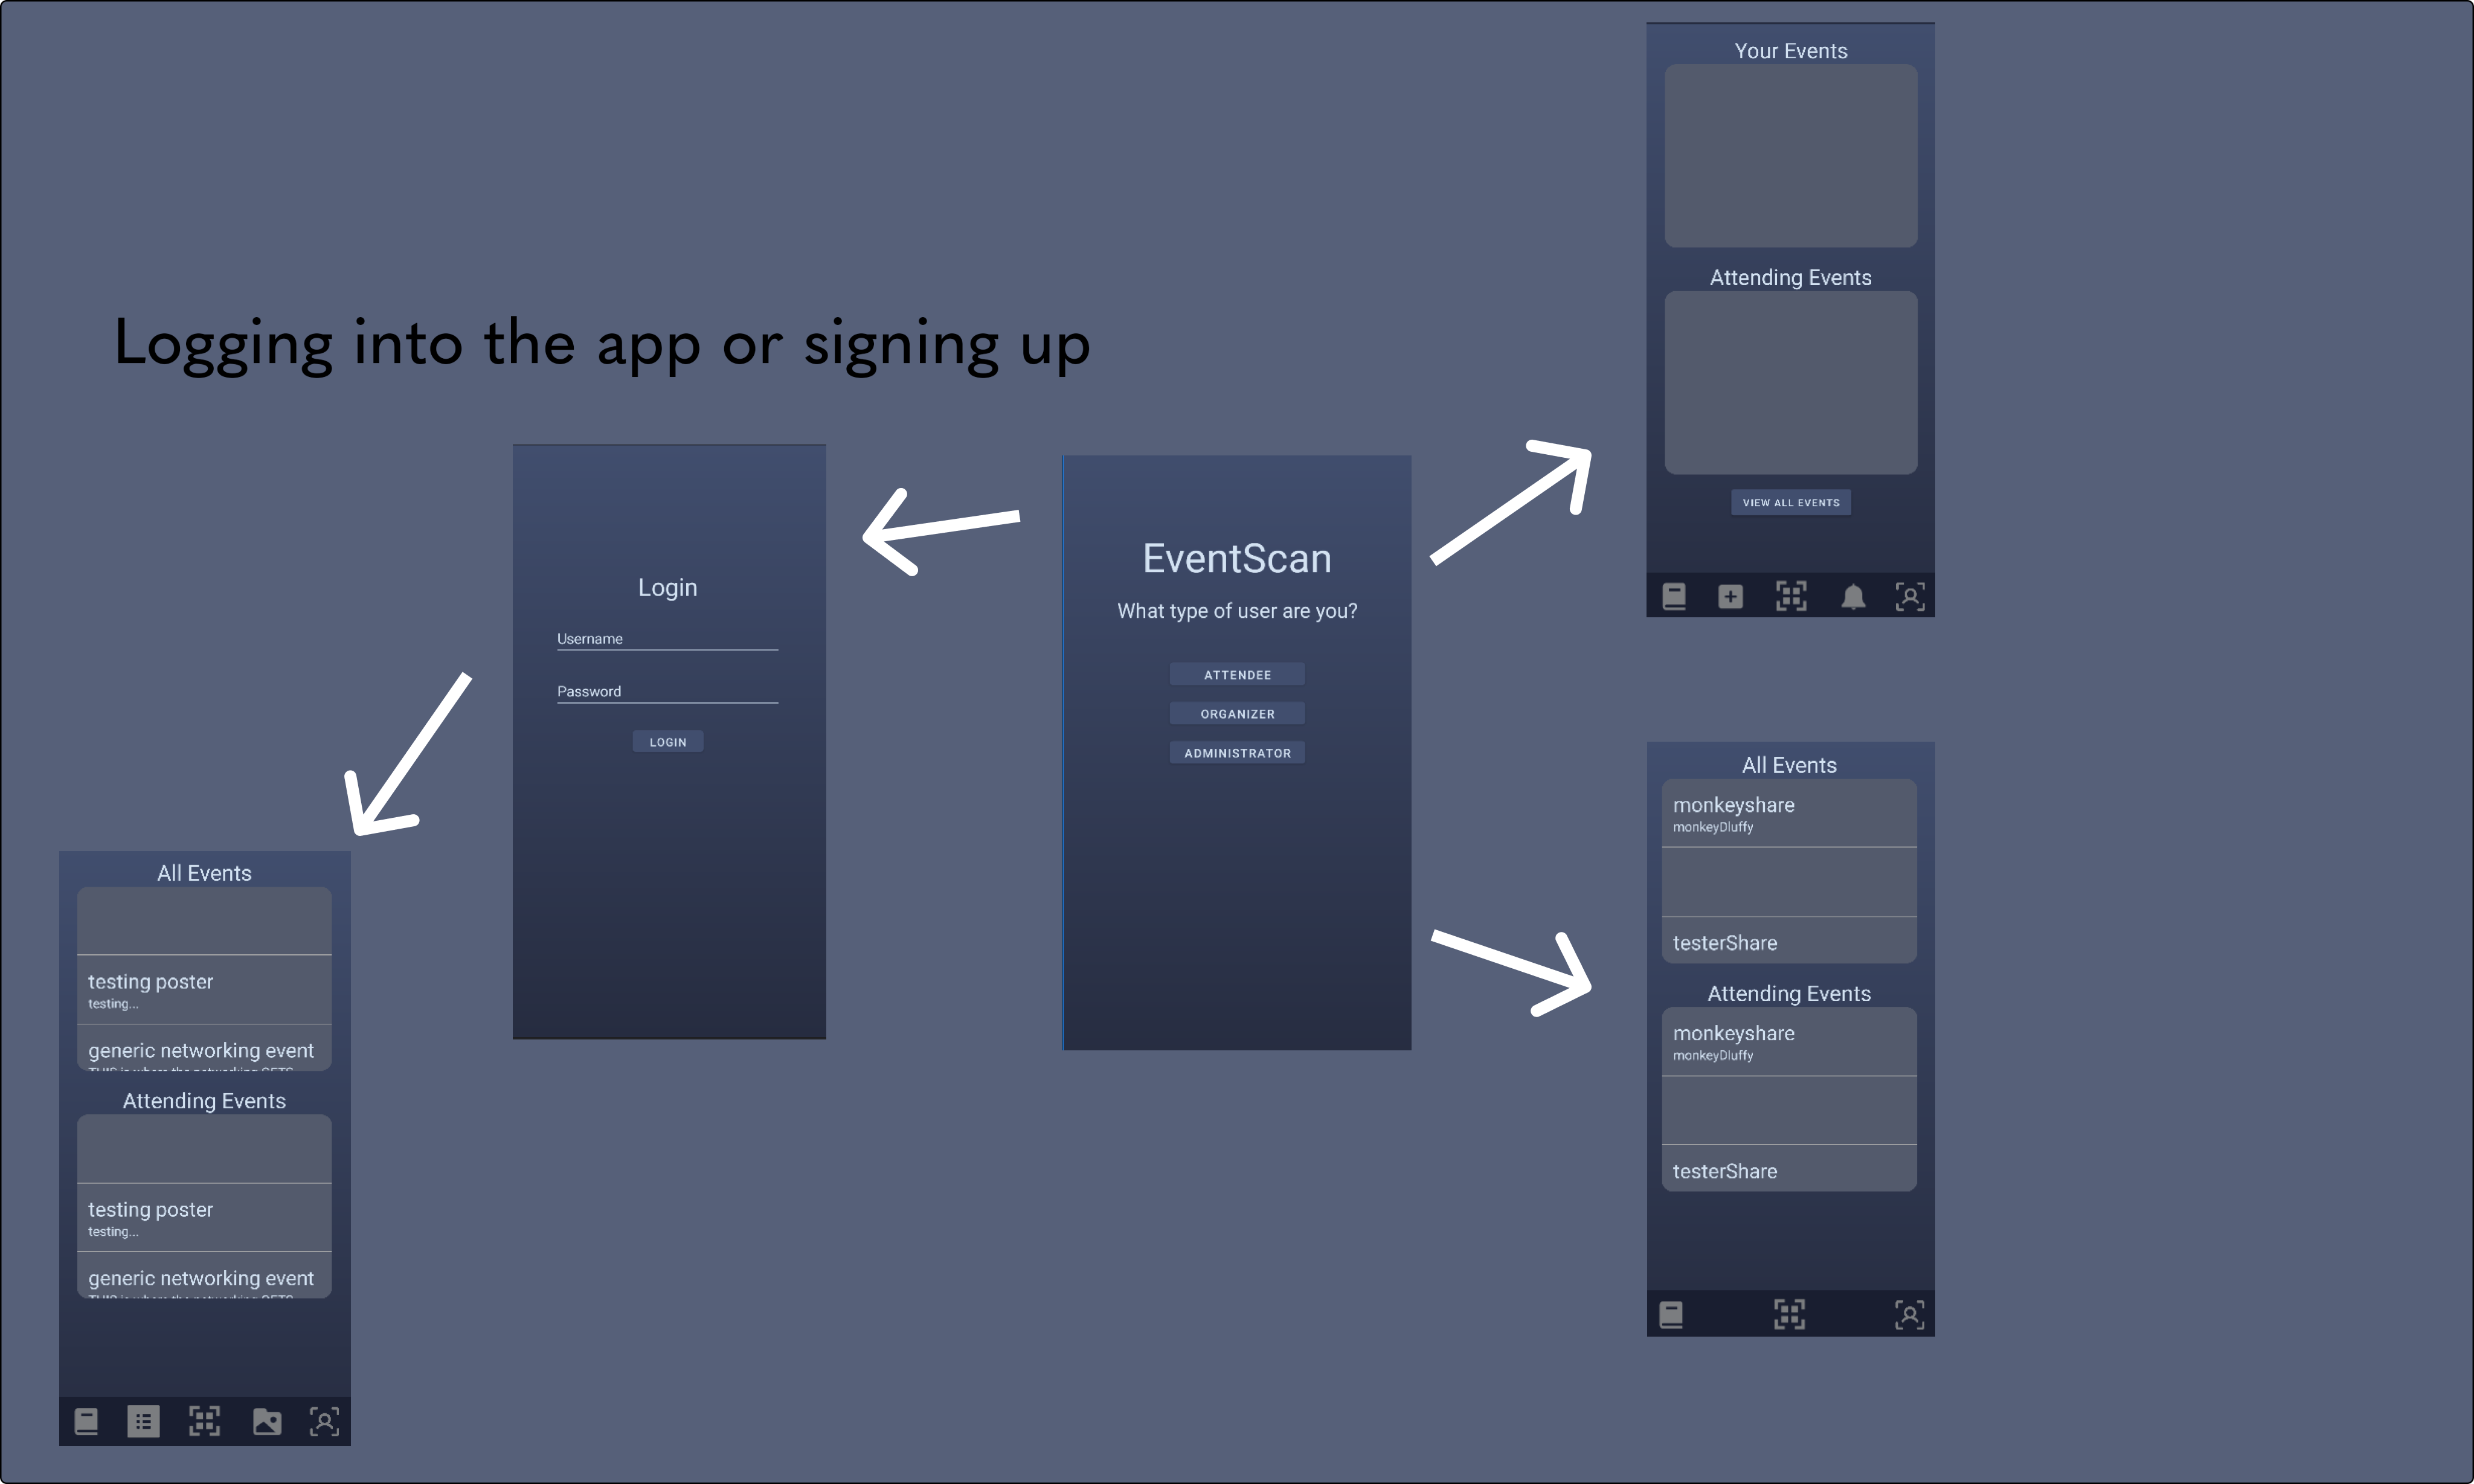 Logging into the app or signing up
Login
Username
Password
LOGIN
EventScan
What type of user are you?
ATTENDEE
ORGANIZER
ADMINISTRATOR
Your Events
Attending Events
VIEW ALL EVENTS
All Events
monkeyshare
monkeyDluffy
testerShare
Attending Events
monkeyshare
monkeyDluffy
testerShare
All Events
testing poster
testing...
generic networking event
Attending Events
testing poster
testing...
generic networking event